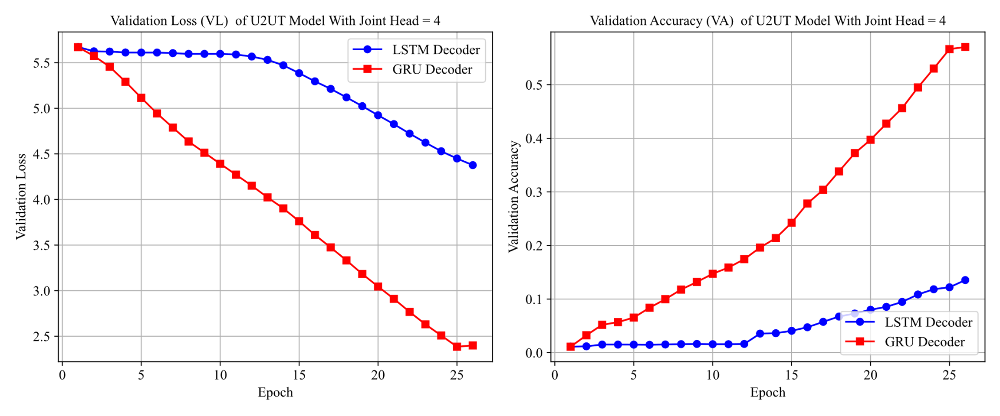 Validation Loss (VL)  of U2UT Model With Joint Head = 4
LSTM Decoder
GRU Decoder
5.5
5.0
4.5
4.0
3.5
3.0
2.5
Validation Loss
0 5 10 15 20 25
Epoch
Validation Accuracy (VA)  of U2UT Model With Joint Head = 4
0.5
0.4
0.3
0.2
0.1
0.0
Validation Accuracy
LSTM Decoder
GRU Decoder
0 5 10 15 20 25
Epoch